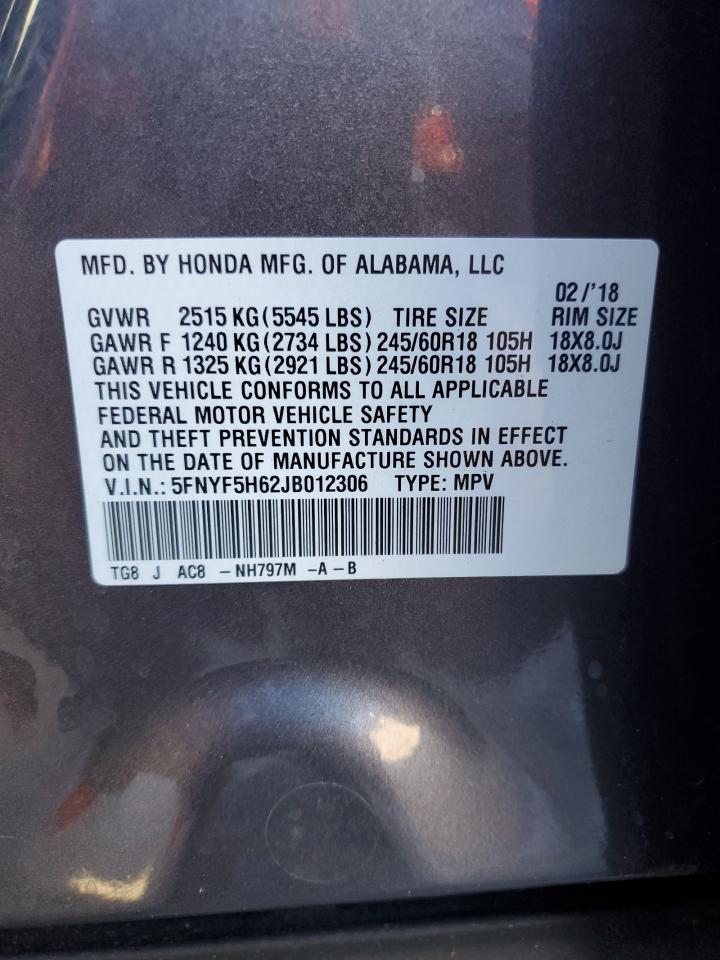 MFD. BY HONDA MFG. OF ALABAMA, LLC
02/'18
GVWR 2515 KG (5545 LBS) TIRE SIZE RIM SIZE
GAWR F 1240 KG (2734 LBS) 245/60R18 105H 18X8.0J
GAWR R 1325 KG (2921 LBS) 245/60R18 105H 18X8.0J
THIS VEHICLE CONFORMS TO ALL APPLICABLE
FEDERAL MOTOR VEHICLE SAFETY
AND THEFT PREVENTION STANDARDS IN EFFECT
ON THE DATE OF MANUFACTURE SHOWN ABOVE.
V.I.N.: 5FNYF5H62JB012306 TYPE: MPV
TG8 J AC8 - NH797M - A - B